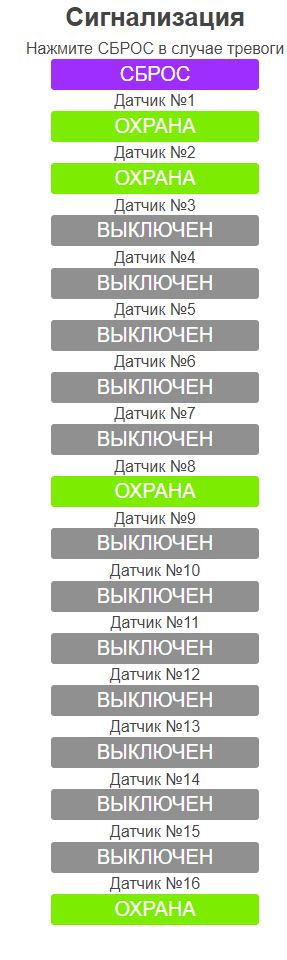 Сигнализация
Нажмите СБРОС в случае тревоги
СБРОС
Датчик №1
ОХРАНА
Датчик №2
ОХРАНА
Датчик №3
ВЫКЛЮЧЕН
Датчик №4
ВЫКЛЮЧЕН
Датчик №5
ВЫКЛЮЧЕН
Датчик №6
ВЫКЛЮЧЕН
Датчик №7
ВЫКЛЮЧЕН
Датчик №8
ОХРАНА
Датчик №9
ВЫКЛЮЧЕН
Датчик №10
ВЫКЛЮЧЕН
Датчик №11
ВЫКЛЮЧЕН
Датчик №12
ВЫКЛЮЧЕН
Датчик №13
ВЫКЛЮЧЕН
Датчик №14
ВЫКЛЮЧЕН
Датчик №15
ВЫКЛЮЧЕН
Датчик №16
ОХРАНА